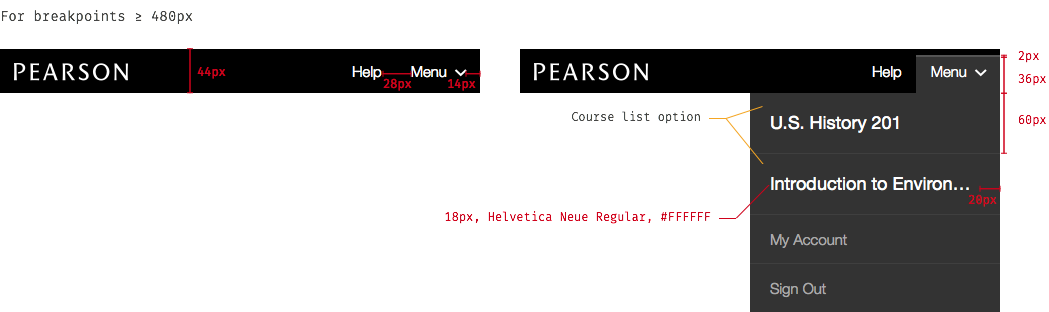 For breakpoints ≥ 480px
PEARSON
44px
Help
Menu
28px
14px
PEARSON
Help
Menu
2px
36px
60px
Course list option
U.S. History 201
Introduction to Environ...
20px
18px, Helvetica Neue Regular, #FFFFFF
My Account
Sign Out